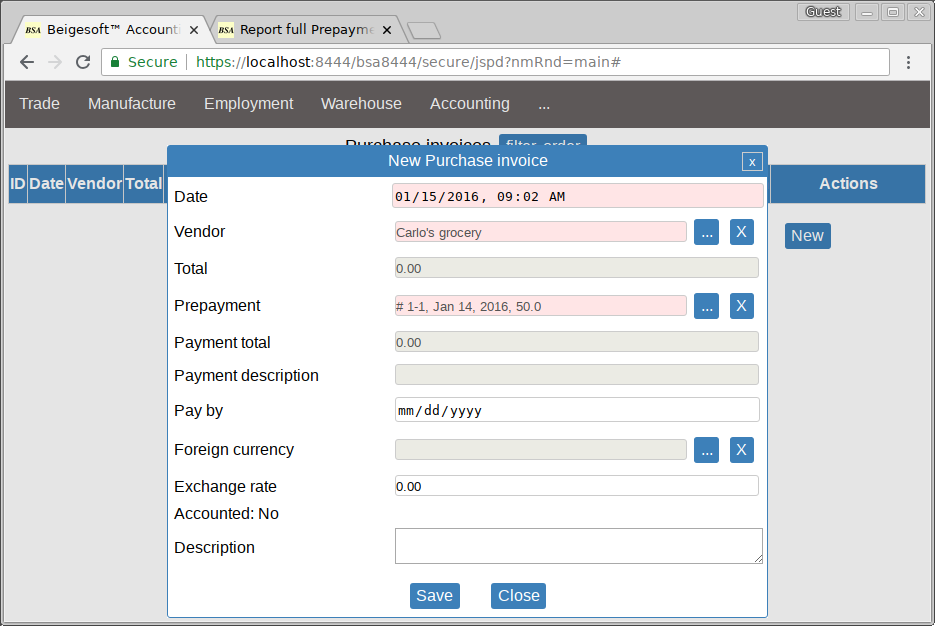 Guest
BSA Beigesoft™ Account
BSA Report full Prepayme
Secure https://localhost:8444/bsa8444/secure/jspd?nmRnd=main#
Trade Manufacture Employment Warehouse Accounting ...
Purchase invoices filter-order
New Purchase invoice x
ID Date Vendor Total Actions
Date 01/15/2016, 09:02 AM
Vendor Carlo's grocery ... X
New
Total 0.00
Prepayment # 1-1, Jan 14, 2016, 50.0 ... X
Payment total 0.00
Payment description
Pay by mm/dd/yyyy
Foreign currency ... X
Exchange rate 0.00
Accounted: No
Description
Save Close